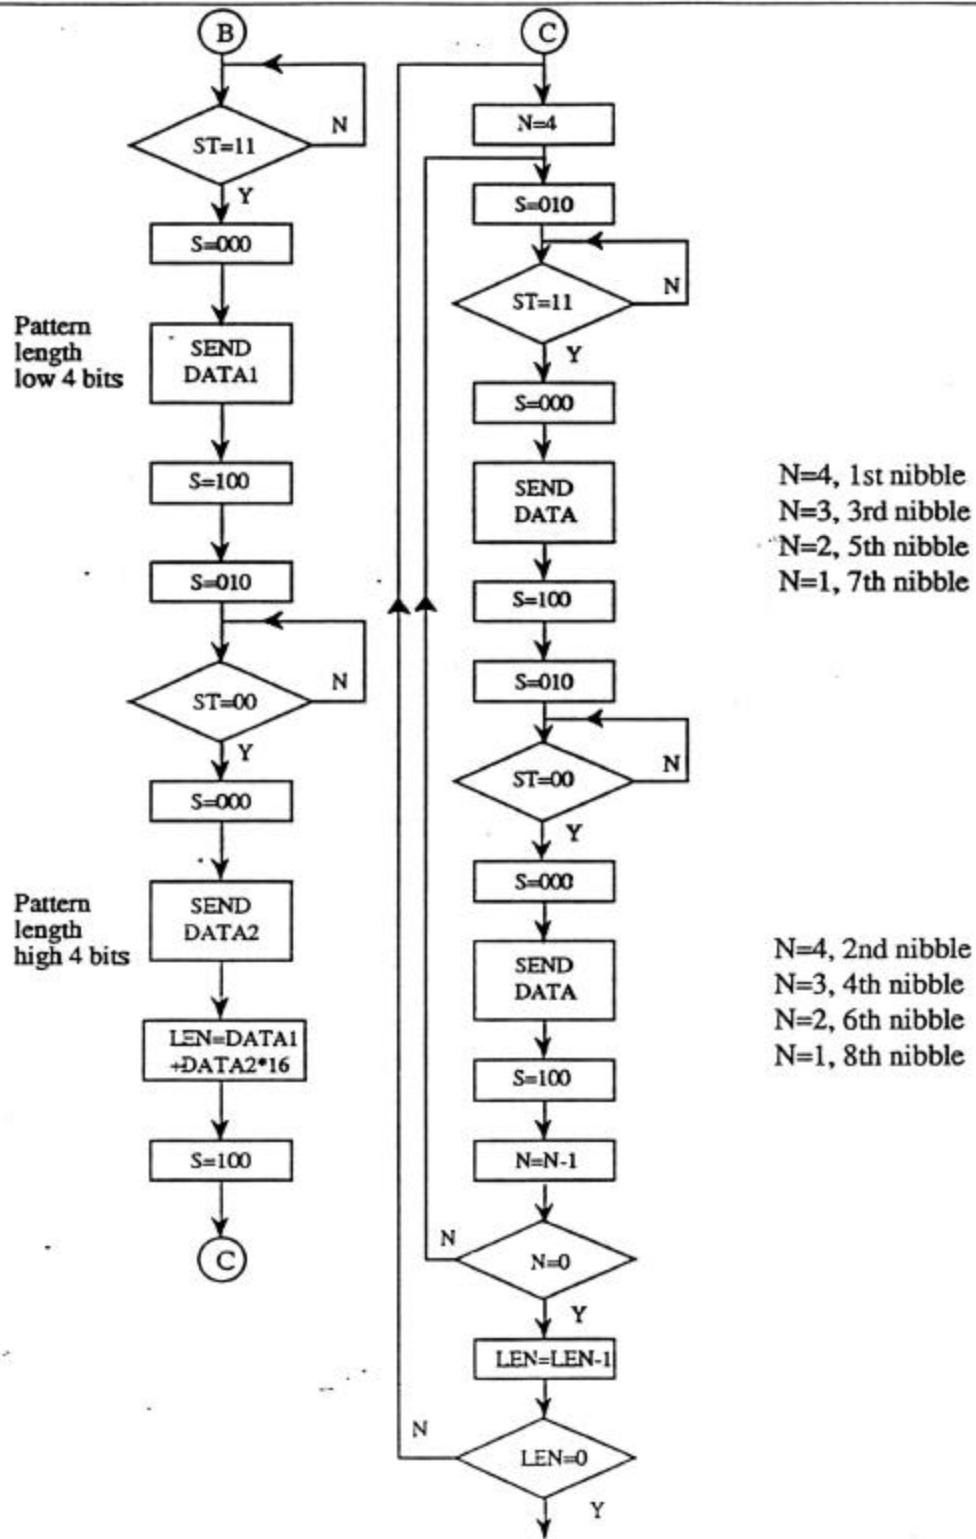 B
ST=11
N
Y
S=000
Pattern
length
low 4 bits
SEND
DATA1
S=100
S=010
ST=00
N
Y
S=000
Pattern
length
high 4 bits
SEND
DATA2
LEN=DATA1
+DATA2*16
S=100
C
C
N=4
S=010
ST=11
N
Y
S=000
SEND
DATA
N=4, 1st nibble
N=3, 3rd nibble
N=2, 5th nibble
N=1, 7th nibble
S=100
S=010
ST=00
N
Y
S=000
SEND
DATA
N=4, 2nd nibble
N=3, 4th nibble
N=2, 6th nibble
N=1, 8th nibble
S=100
N=N-1
N=0
N
Y
LEN=LEN-1
LEN=0
N
Y